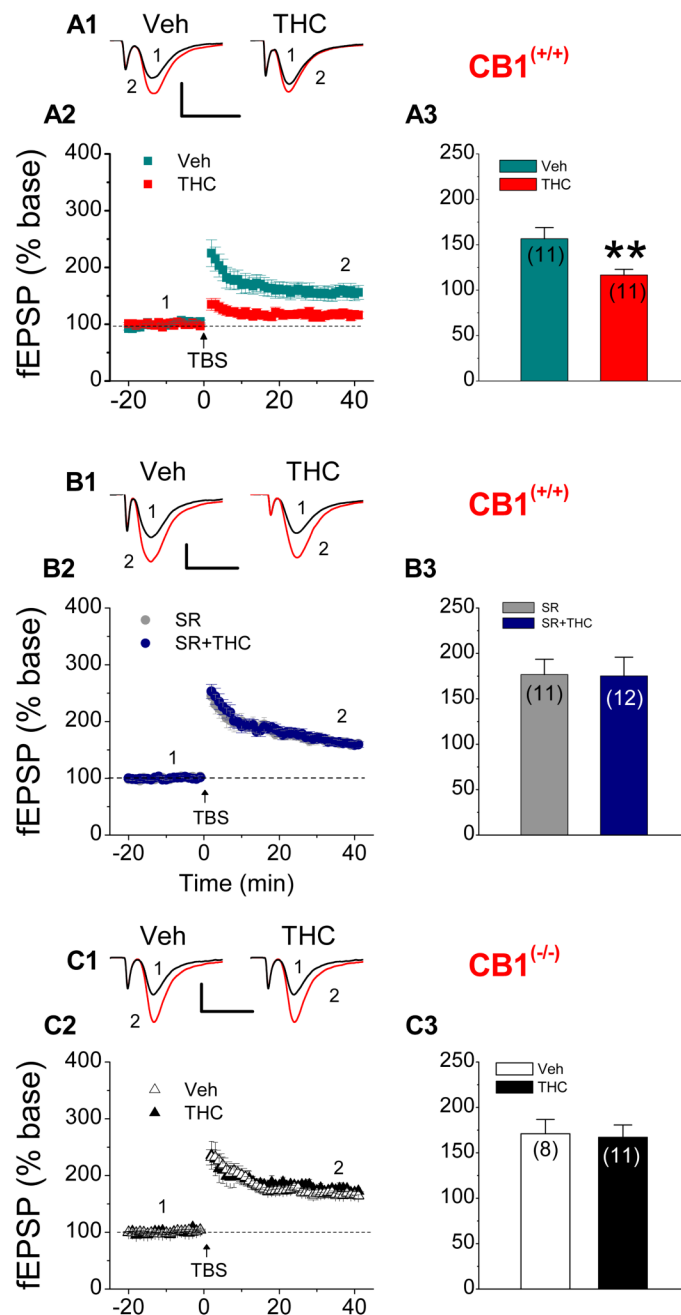 A1
Veh
THC
CB1(+/+)
1
2
1
2
A2
A3
fEPSP (% base)
400
300
200
100
0
Veh
THC
1
2
TBS
-20
0
20
40
250
200
150
100
50
0
Veh
THC
(11)
**
(11)
B1
Veh
THC
CB1(+/+)
1
2
1
2
B2
B3
fEPSP (% base)
400
300
200
100
0
SR
SR+THC
1
2
TBS
-20
0
20
40
Time (min)
250
200
150
100
50
0
SR
SR+THC
(11)
(12)
C1
Veh
THC
CB1(-/-)
1
2
1
2
C2
C3
fEPSP (% base)
400
300
200
100
0
Veh
THC
1
2
TBS
-20
0
20
40
250
200
150
100
50
0
Veh
THC
(8)
(11)